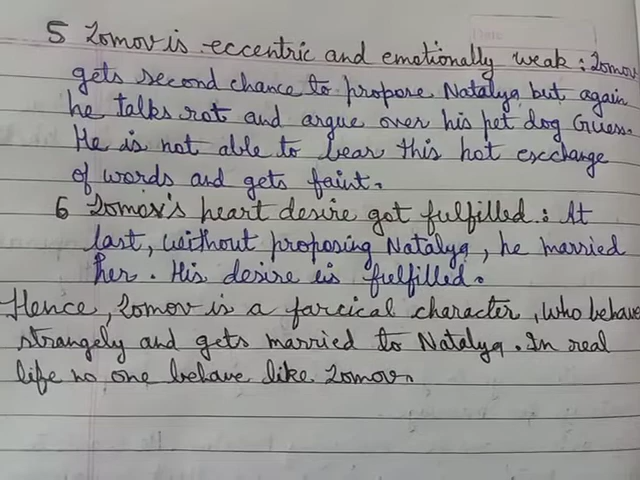 5 Lomov is eccentric and emotionally weak : Lomov
gets second chance to propose Natalya but again
he talks rot and argue over his pet dog Guess.
He is not able to bear this hot escchange
of words and gets faint.
6 Lomov's heart desire got fulfilled : At
last, without proposing Natalya, he married
her. His desire is fulfilled.
Hence, Lomov is a farcical character, who behave
strangely and gets married to Natalya. In real
life no one behave like Lomov.